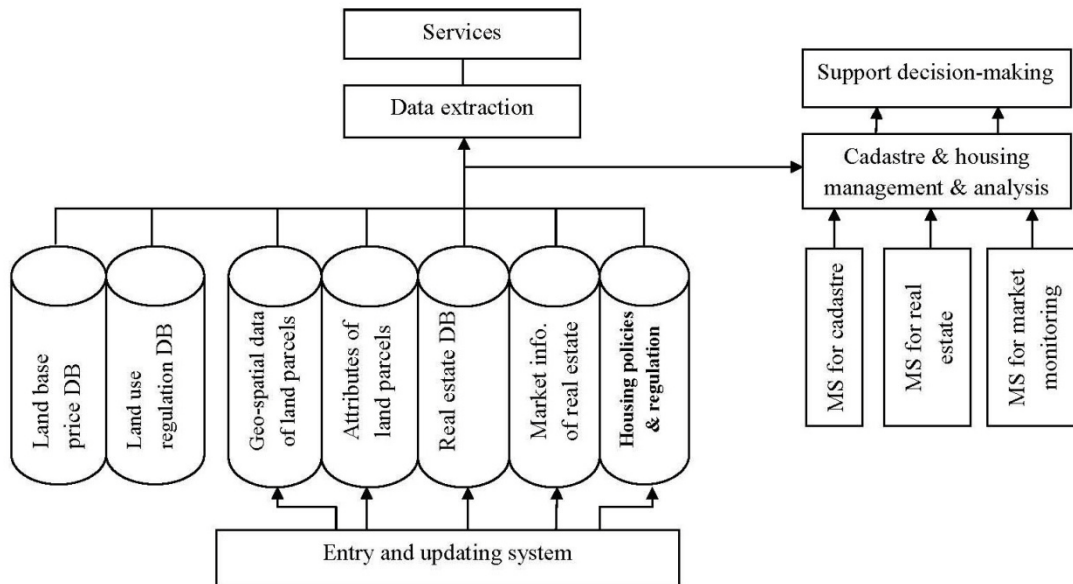 Services
Data extraction
Support decision-making
Cadastre & housing
management & analysis
Land base
price DB
Land use
regulation DB
Geo-spatial data
of land parcels
Attributes of
land parcels
Real estate DB
Market info.
of real estate
Housing policies
& regulation
MS for cadastre
MS for real
estate
MS for market
monitoring
Entry and updating system